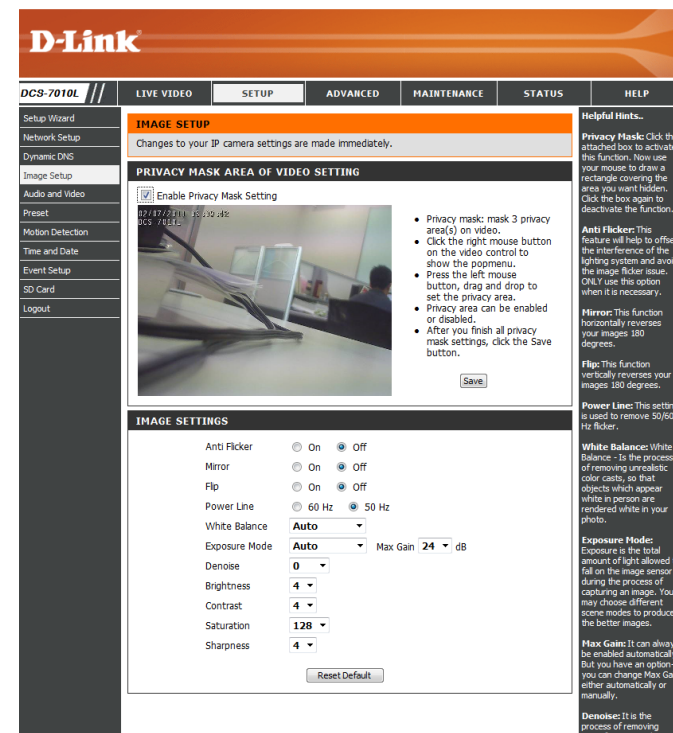 D-Link
DCS-7010L
LIVE VIDEO
SETUP
ADVANCED
MAINTENANCE
STATUS
HELP
Setup Wizard
Network Setup
Dynamic DNS
Image Setup
Audio and Video
Preset
Motion Detection
Time and Date
Event Setup
SD Card
Logout
IMAGE SETUP
Changes to your IP camera settings are made immediately.
PRIVACY MASK AREA OF VIDEO SETTING
Enable Privacy Mask Setting
DCS 7010L
Privacy mask: mask 3 privacy
area(s) on video.
Click the right mouse button
on the video control to
show the popmenu.
Press the left mouse
button, drag and drop to
set the privacy area.
Privacy area can be enabled
or disabled.
After you finish all privacy
mask settings, click the Save
button.
Save
IMAGE SETTINGS
Anti Flicker On Off
Mirror On Off
Flip On Off
Power Line 60 Hz 50 Hz
White Balance Auto
Exposure Mode Auto Max Gain 24 dB
Denoise 0
Brightness 4
Contrast 4
Saturation 128
Sharpness 4
Reset Default
Helpful Hints..
Privacy Mask: Click th
attached box to activate
this function. Now use
your mouse to draw a
rectangle covering the
area you want hidden.
Click the box again to
deactivate the function.
Anti Flicker: This
feature will help to offse
the interference of the
lighting system and avoi
the image flicker issue.
ONLY use this option
when it is necessary.
Mirror: This function
horizontally reverses
your images 180
degrees.
Flip: This function
vertically reverses your
images 180 degrees.
Power Line: This settin
is used to remove 50/60
Hz flicker.
White Balance: White
Balance - Is the process
of removing unrealistic
color casts, so that
objects which appear
white in person are
rendered white in your
photo.
Exposure Mode:
Exposure is the total
amount of light allowed
fall on the image sensor
during the process of
capturing an image. You
may choose different
scene modes to produce
the better images.
Max Gain: It can alway
be enabled automatically
But you have an option-
you can change Max Ga
either automatically or
manually.
Denoise: It is the
process of removing